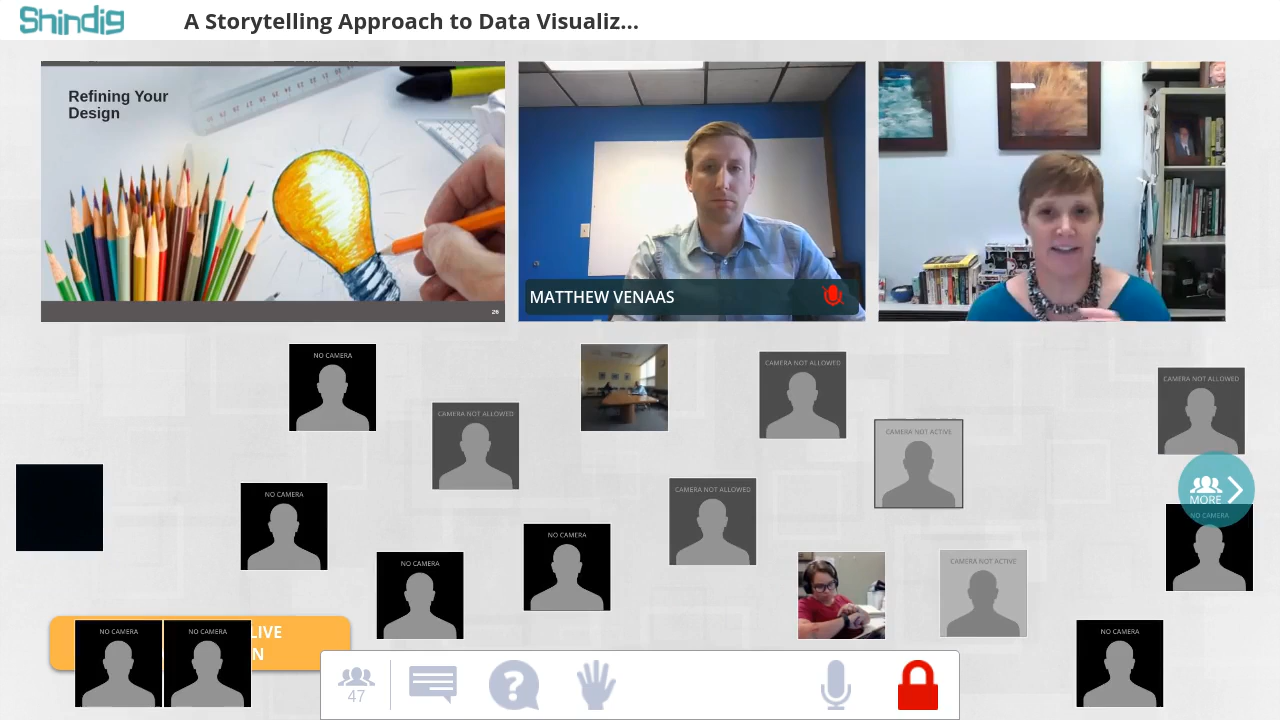 Shindig
A Storytelling Approach to Data Visualiz...
Refining Your
Design
26
MATTHEW VENAAS
NO CAMERA
CAMERA NOT ALLOWED
CAMERA NOT ALLOWED
CAMERA NOT ALLOWED
CAMERA NOT ACTIVE
NO CAMERA
CAMERA NOT ALLOWED
MORE
NO CAMERA
NO CAMERA
NO CAMERA
CAMERA NOT ACTIVE
NO CAMERA
NO CAMERA
LIVE
N
NO CAMERA
47